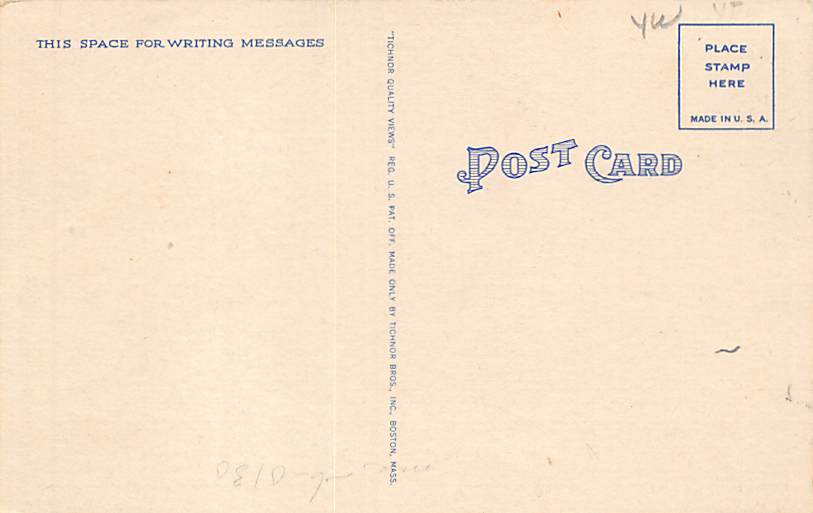 THIS SPACE FOR WRITING MESSAGES
"TICHNOR QUALITY VIEWS" REG. U. S. PAT. OFF. MADE ONLY BY TICHNOR BROS., INC., BOSTON, MASS.
YW
PLACE
STAMP
HERE
MADE IN U. S. A.
POST CARD